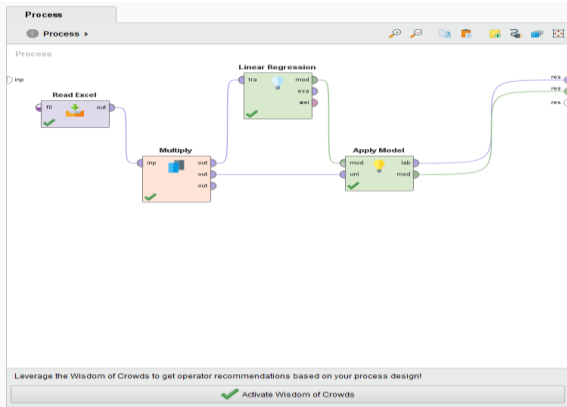 Process
Process
Process
inp
Read Excel
fil out
Multiply
inp out
out
out
Linear Regression
tra mod
exa
wei
Apply Model
mod lab
unl mod
res
res
res
Leverage the Wisdom of Crowds to get operator recommendations based on your process design!
Activate Wisdom of Crowds